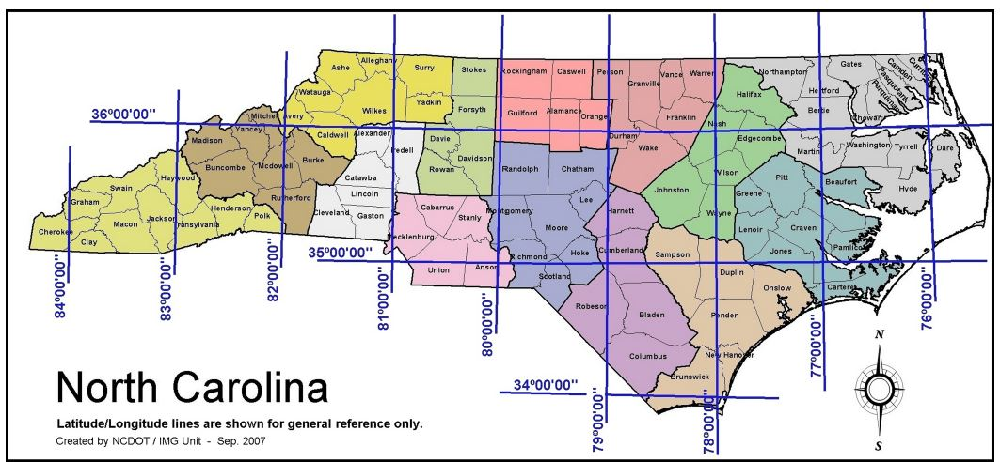 Ashe
Alleghany
Surry
Stokes
Rockingham
Caswell
Person
Granville
Vance
Warren
Northampton
Gates
Camden
Currituck
Pasquotank
Perquimans
Watauga
Wilkes
Yadkin
Forsyth
Guilford
Alamance
Orange
Durham
Franklin
Halifax
Hertford
Bertie
Chowan
36º00'00"
Mitchell
Avery
Yancey
Caldwell
Alexander
Iredell
Davie
Davidson
Rowan
Wake
Nash
Edgecombe
Martin
Washington
Tyrrell
Dare
Madison
Buncombe
Mcdowell
Burke
Catawba
Lincoln
Randolph
Chatham
Wilson
Pitt
Beaufort
Hyde
Haywood
Swain
Graham
Rutherford
Cleveland
Gaston
Cabarrus
Stanly
Montgomery
Moore
Lee
Harnett
Johnston
Wayne
Greene
Lenoir
Craven
Pamlico
Cherokee
Clay
Macon
Jackson
Transylvania
Henderson
Polk
Mecklenburg
35º00'00"
Union
Anson
Richmond
Hoke
Scotland
Cumberland
Sampson
Duplin
Jones
Onslow
Carteret
Robeson
Bladen
Pender
Columbus
New Hanover
Brunswick
34º00'00"
84º00'00"
83º00'00"
82º00'00"
81º00'00"
80º00'00"
79º00'00"
78º00'00"
77º00'00"
76º00'00"
N
S
North Carolina
Latitude/Longitude lines are shown for general reference only.
Created by NCDOT / IMG Unit - Sep. 2007